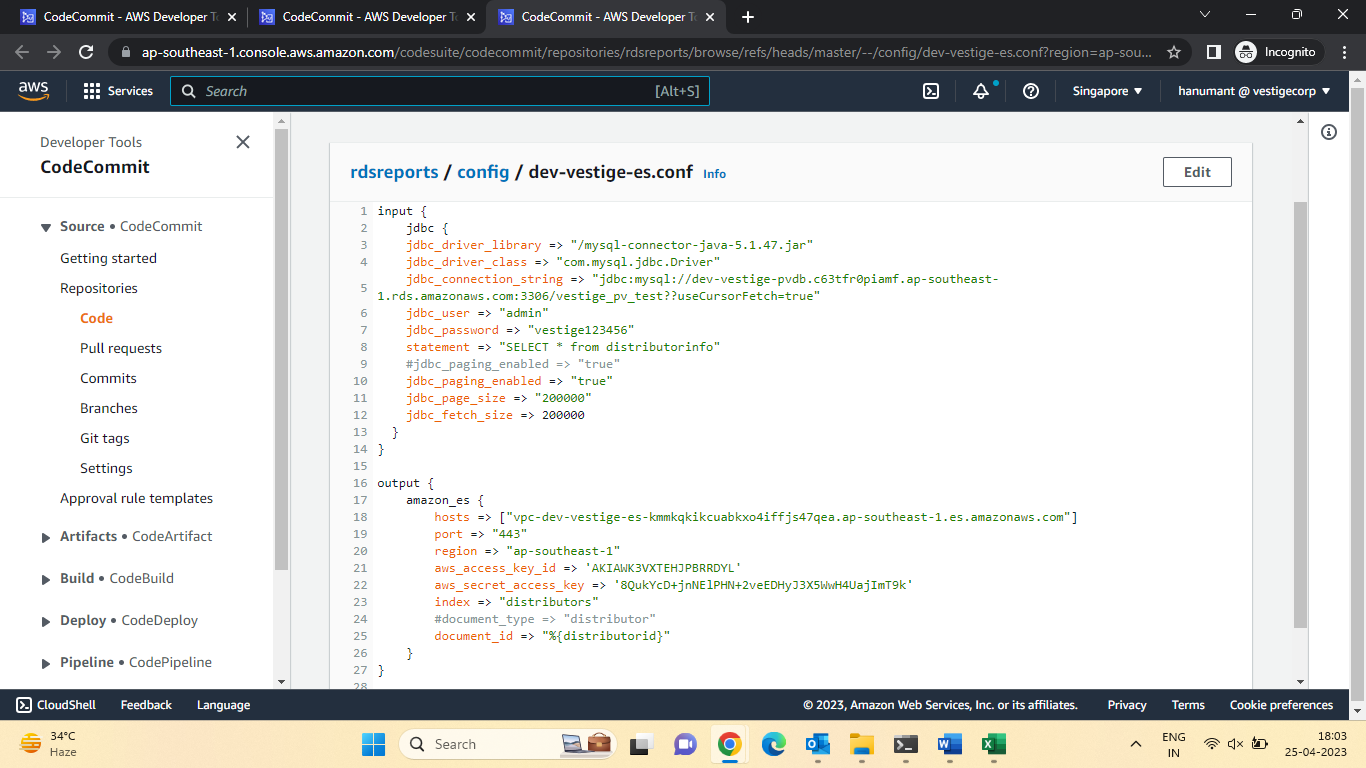 CodeCommit - AWS Developer To
CodeCommit - AWS Developer To
CodeCommit - AWS Developer To
ap-southeast-1.console.aws.amazon.com/codesuite/codecommit/repositories/rdsreports/browse/refs/heads/master/--/config/dev-vestige-es.conf?region=ap-sou...
Incognito
aws
Services
Search
[Alt+S]
Singapore
hanumant @ vestigecorp
Developer Tools
CodeCommit
Source • CodeCommit
Getting started
Repositories
Code
Pull requests
Commits
Branches
Git tags
Settings
Approval rule templates
Artifacts • CodeArtifact
Build • CodeBuild
Deploy • CodeDeploy
Pipeline • CodePipeline
rdsreports / config / dev-vestige-es.conf Info
Edit
1 input {
2 jdbc {
3 jdbc_driver_library => "/mysql-connector-java-5.1.47.jar"
4 jdbc_driver_class => "com.mysql.jdbc.Driver"
5 jdbc_connection_string => "jdbc:mysql://dev-vestige-pvdb.c63tfr0piamf.ap-southeast-
1.rds.amazonaws.com:3306/vestige_pv_test??useCursorFetch=true"
6 jdbc_user => "admin"
7 jdbc_password => "vestige123456"
8 statement => "SELECT * from distributorinfo"
9 #jdbc_paging_enabled => "true"
10 jdbc_paging_enabled => "true"
11 jdbc_page_size => "200000"
12 jdbc_fetch_size => 200000
13 }
14 }
15
16 output {
17 amazon_es {
18 hosts => ["vpc-dev-vestige-es-kmmkqkikcuabkxo4iffjs47qea.ap-southeast-1.es.amazonaws.com"]
19 port => "443"
20 region => "ap-southeast-1"
21 aws_access_key_id => 'AKIAWK3VXTEHJPBRRDYL'
22 aws_secret_access_key => '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'
23 index => "distributors"
24 #document_type => "distributor"
25 document_id => "%{distributorid}"
26 }
27 }
28
CloudShell
Feedback
Language
© 2023, Amazon Web Services, Inc. or its affiliates.
Privacy
Terms
Cookie preferences
34°C
Haze
Search
ENG
IN
18:03
25-04-2023